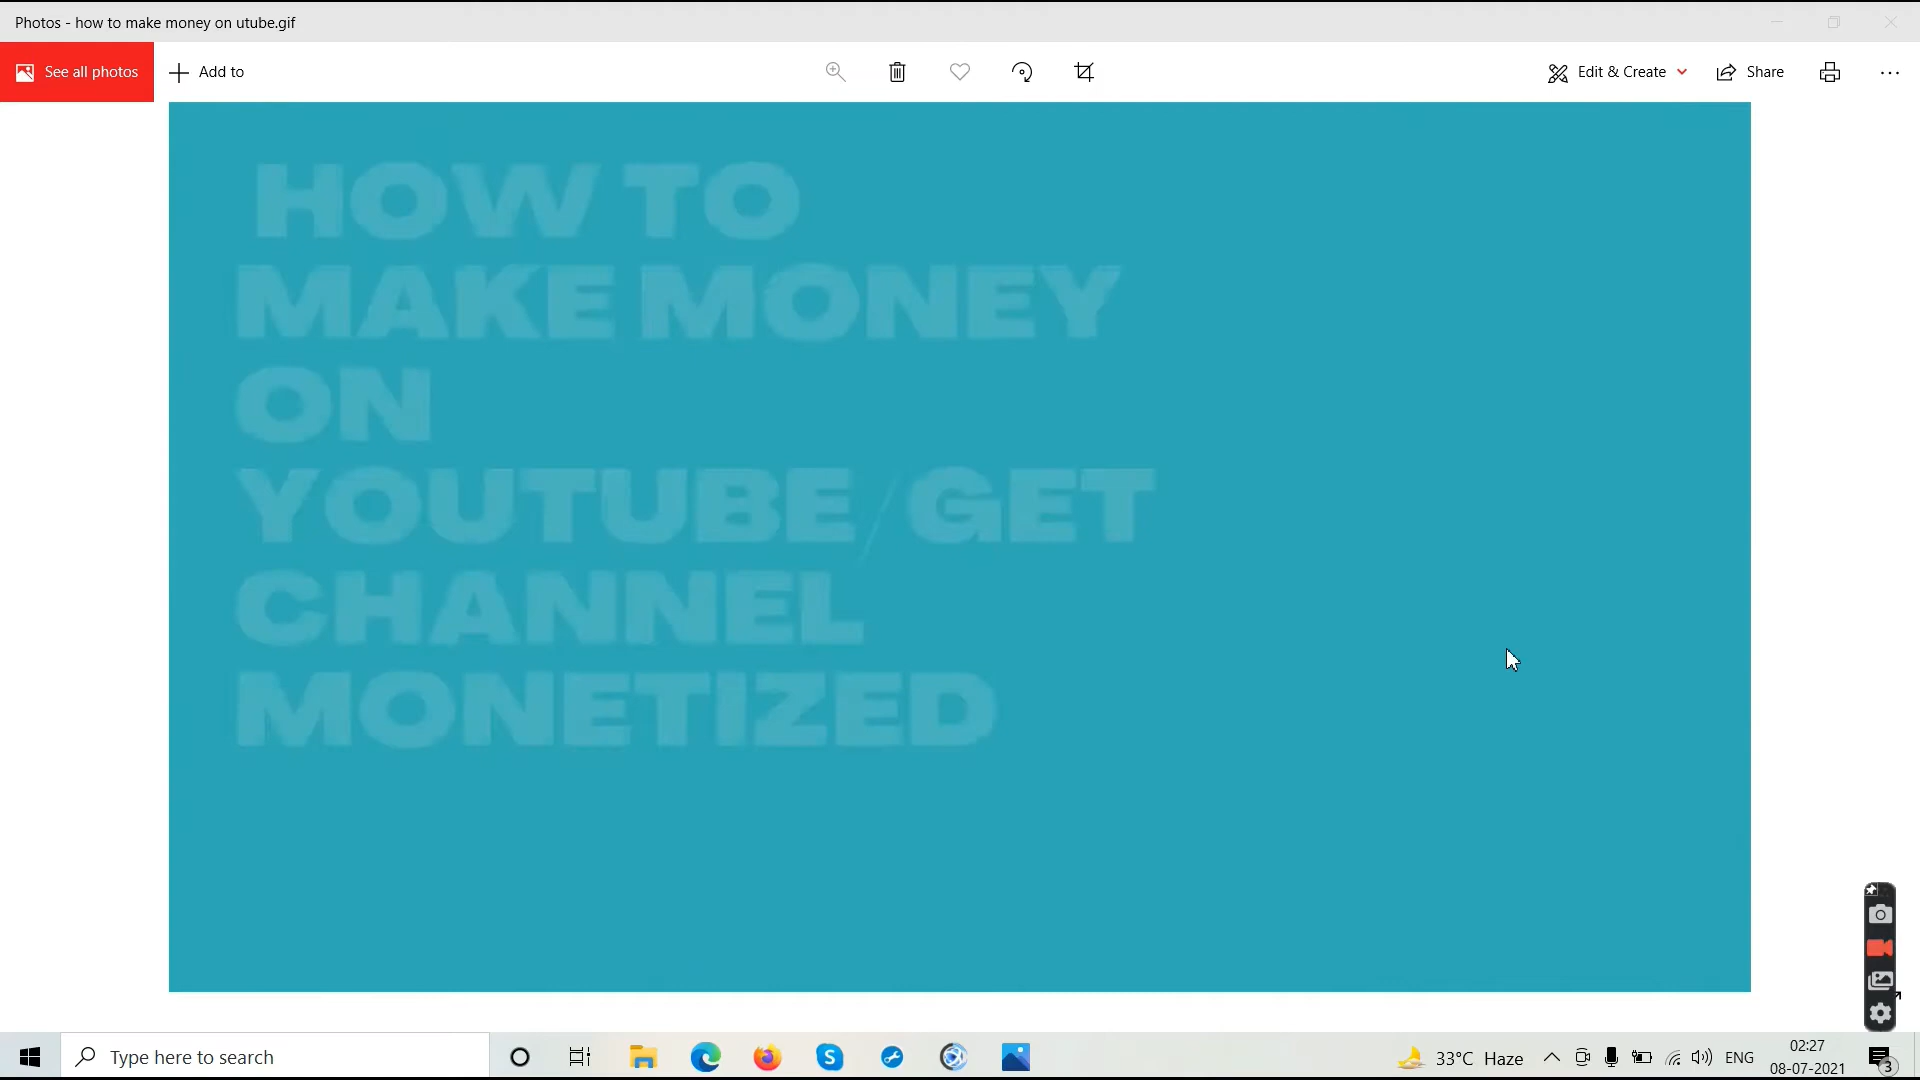 Photos - how to make money on utube.gif
See all photos
Add to
Edit & Create
Share
HOW TO
MAKE MONEY
ON
YOUTUBE/GET
CHANNEL
MONETIZED
Type here to search
33°C Haze
ENG
02:27
08-07-2021
3